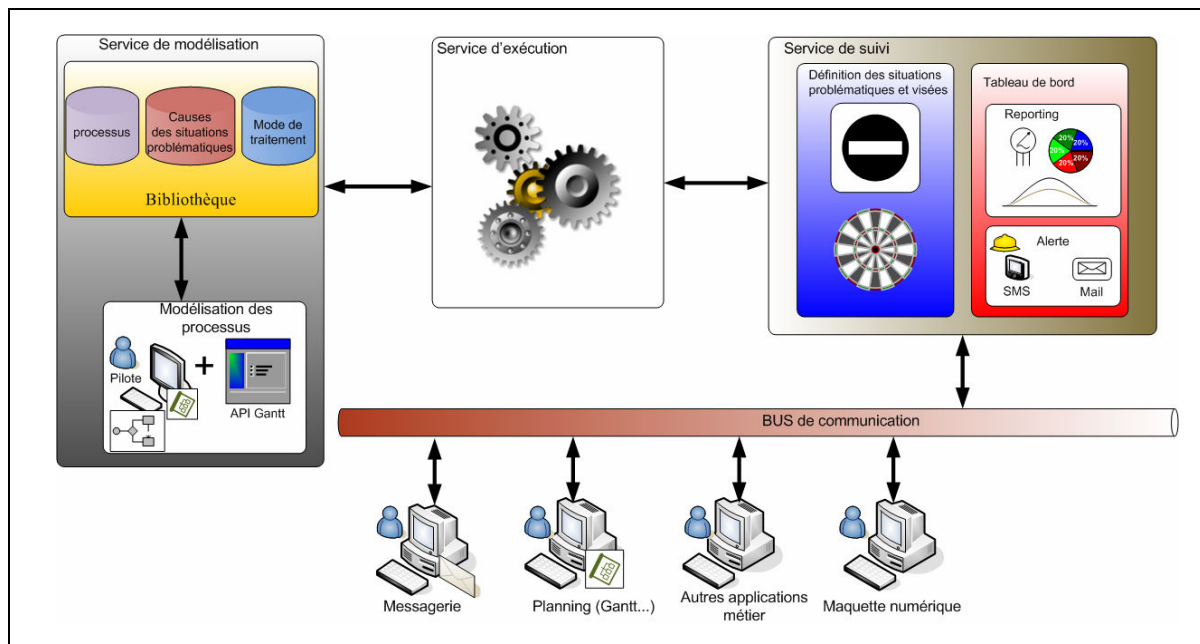 Service de modélisation
processus
Causes
des situations
problématiques
Mode de
traitement
Bibliothèque
Modélisation des
processus
Pilote
+
API Gantt
Service d'exécution
Service de suivi
Définition des situations
problématiques et visées
Tableau de bord
Reporting
20%
20%
20%
20%
20%
Alerte
SMS
Mail
BUS de communication
Messagerie
Planning (Gantt...)
Autres applications
métier
Maquette numérique